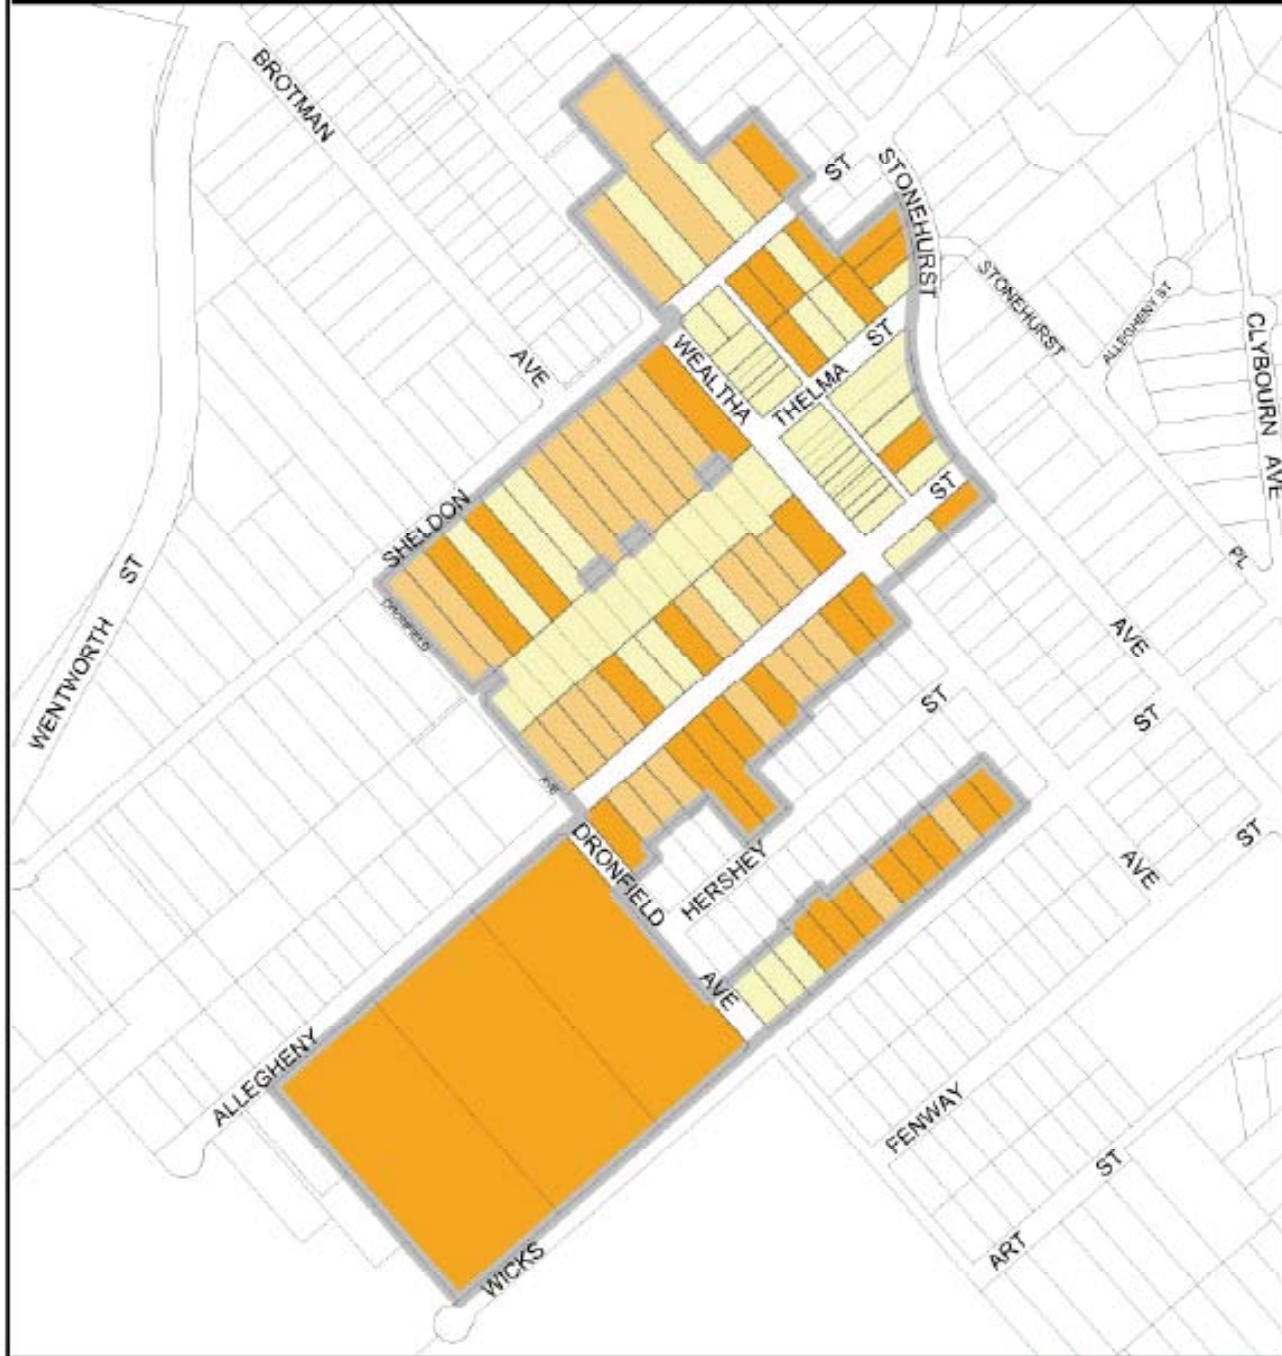 BROTMAN
ST
STONEHURST
STONEHURST
ALLEGHENY ST
CLYBOURN AVE
AVE
WEALTHA
THELMA
ST
SHELDON
ST
DRONFIELD
WENTWORTH
ST
PL
AVE
ST
ST
AVE
DRONFIELD
HERSHEY
AVE
ST
AVE
ALLEGHENY
FENWAY
ST
WICKS
ART